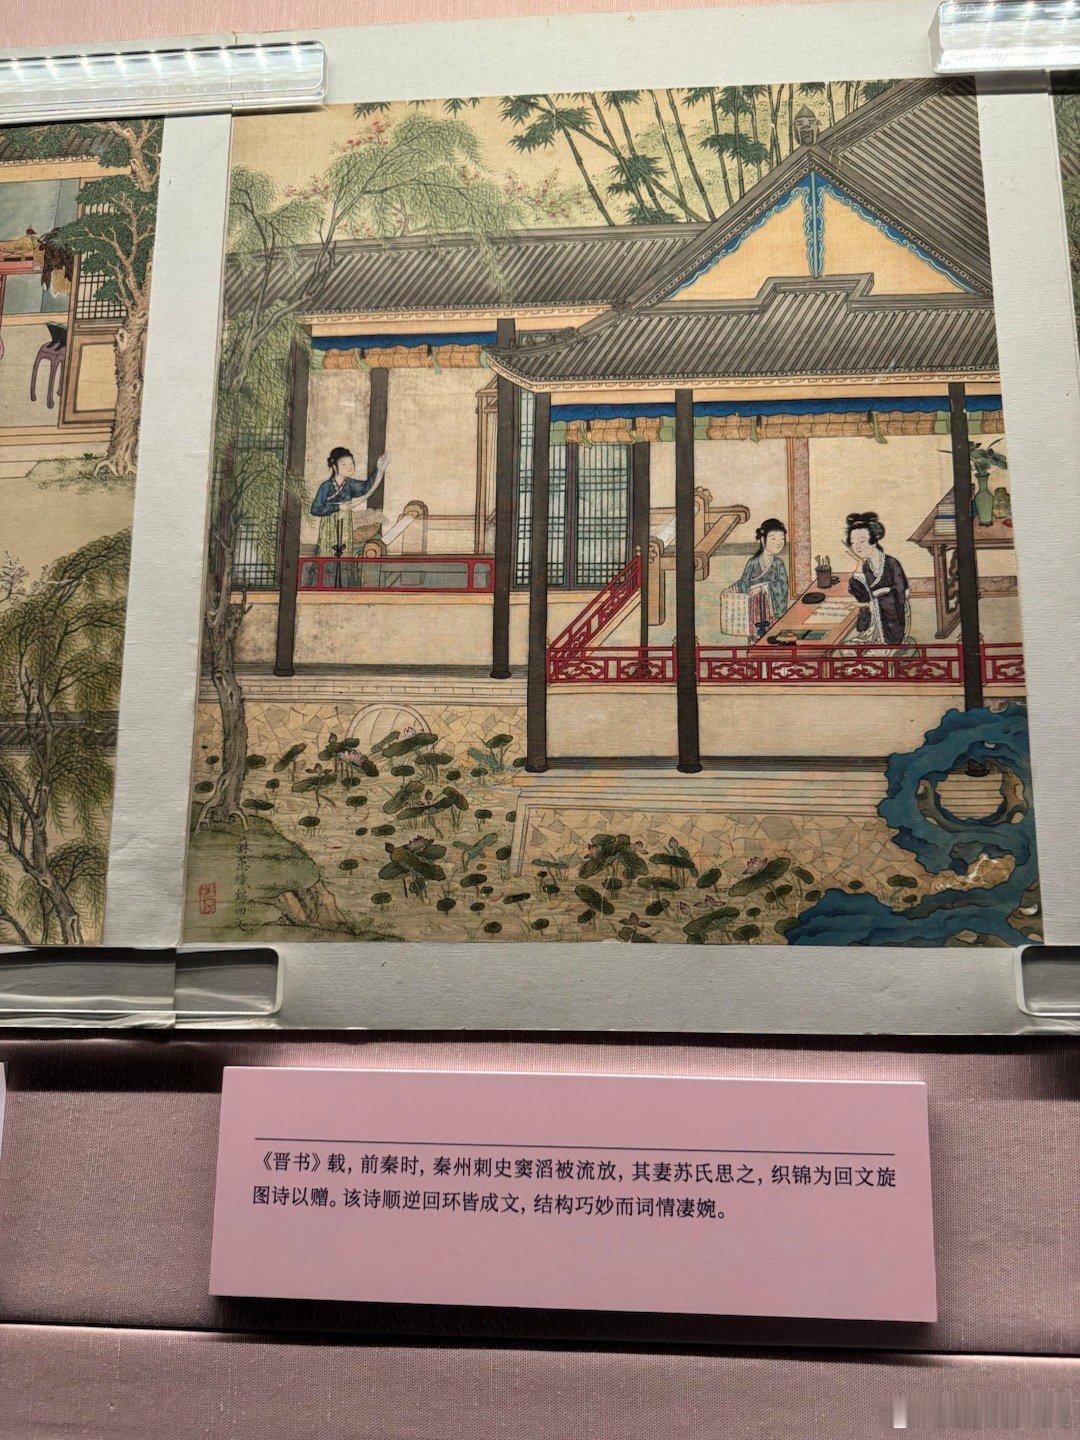 《晋书》载，前秦时，秦州刺史窦滔被流放，其妻苏氏思之，织锦为回文旋
图诗以赠。该诗顺逆回环皆成文，结构巧妙而词情凄婉。